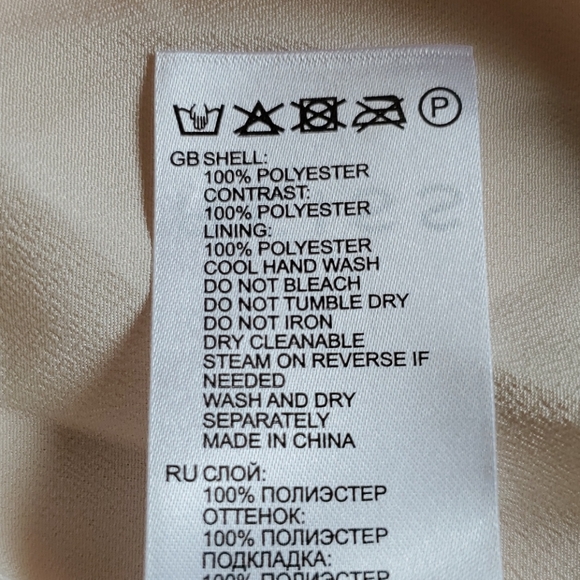 P
GB SHELL:
100% POLYESTER
CONTRAST:
100% POLYESTER
LINING:
100% POLYESTER
COOL HAND WASH
DO NOT BLEACH
DO NOT TUMBLE DRY
DO NOT IRON
DRY CLEANABLE
STEAM ON REVERSE IF
NEEDED
WASH AND DRY
SEPARATELY
MADE IN CHINA
RU СЛОЙ:
100% ПОЛИЭСТЕР
ОТТЕНОК:
100% ПОЛИЭСТЕР
ПОДКЛАДКА:
100% ПОЛИЭСТЕР